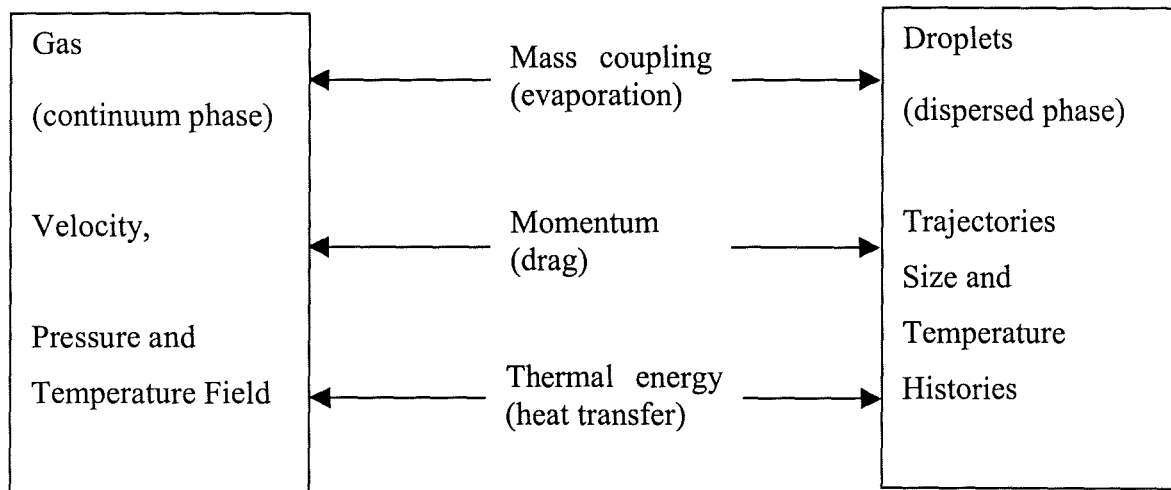 Gas
(continuum phase)
Velocity,
Pressure and
Temperature Field
Mass coupling
(evaporation)
Momentum
(drag)
Thermal energy
(heat transfer)
Droplets
(dispersed phase)
Trajectories
Size and
Temperature
Histories